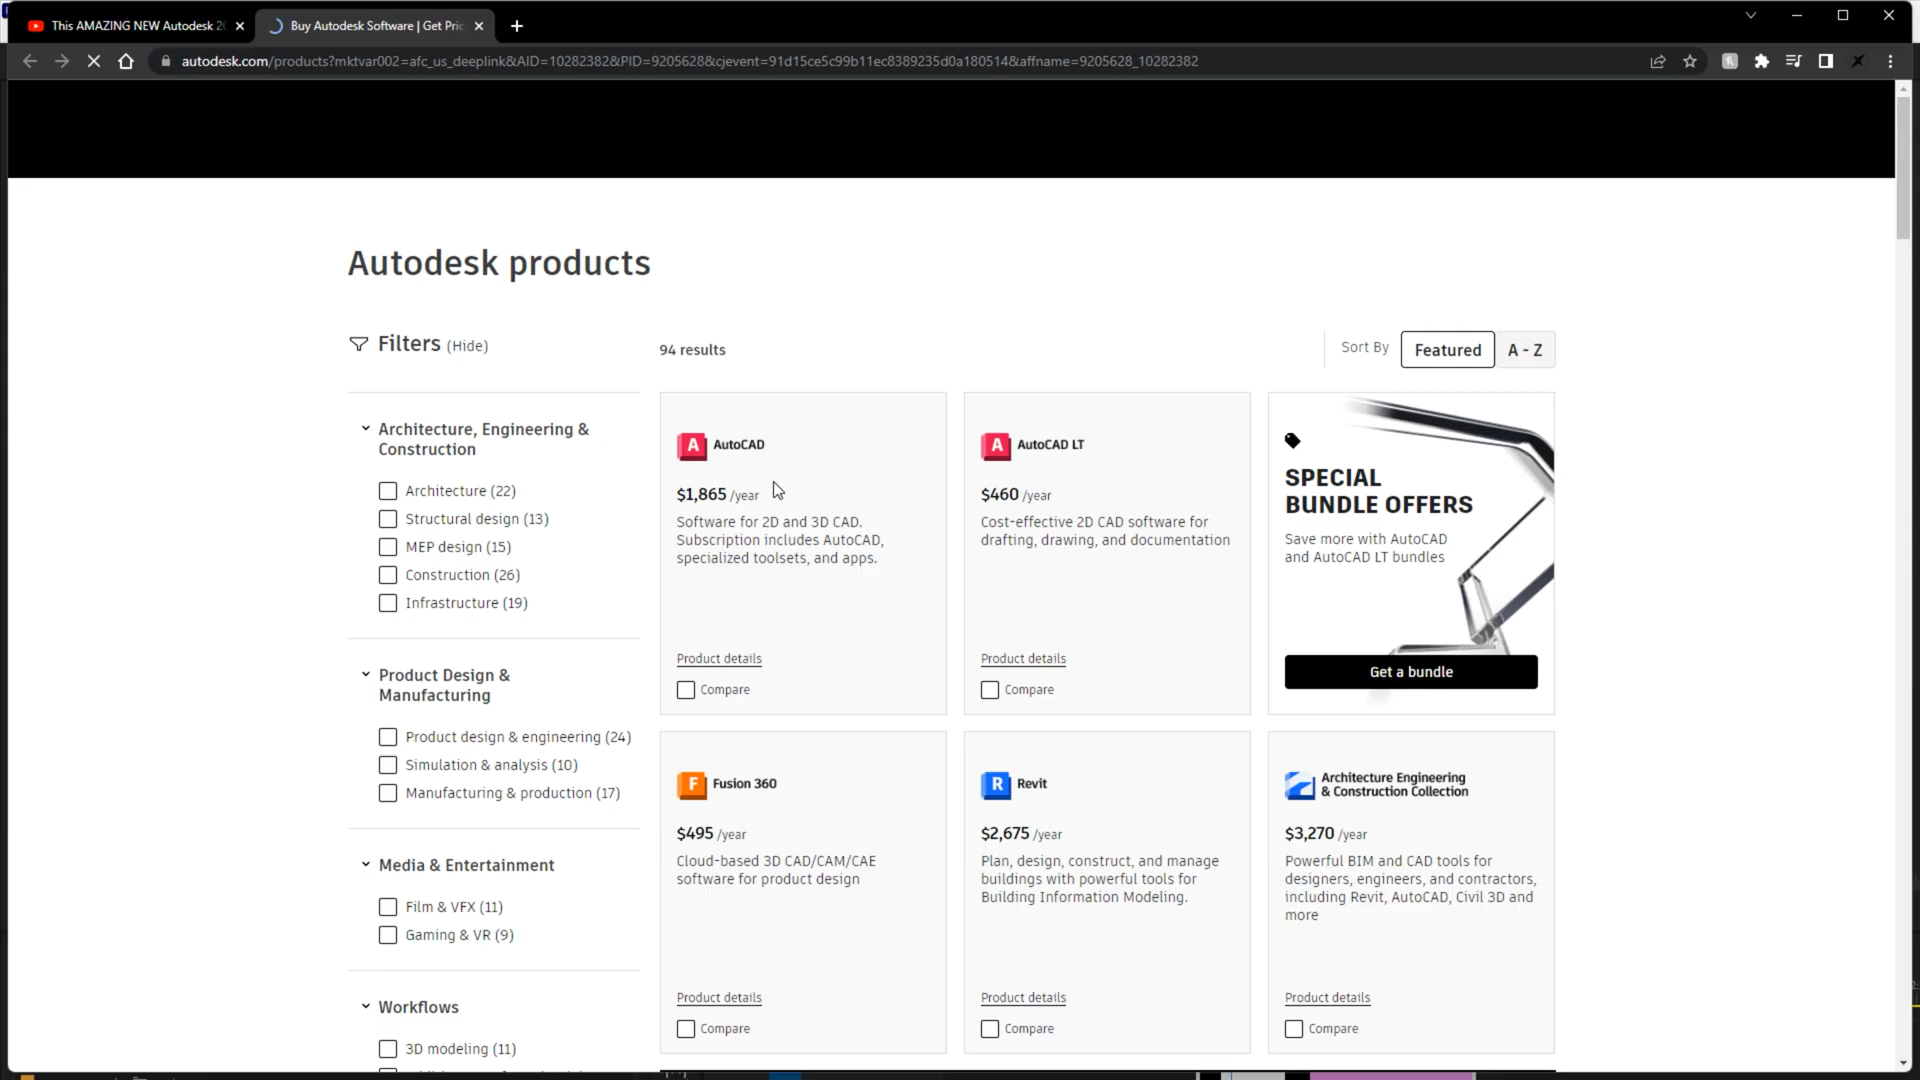 This AMAZING NEW Autodesk 2
Buy Autodesk Software | Get Pric
autodesk.com/products?mktvar002=afc_us_deeplink&AID=10282382&PID=9205628&cjevent=91d15ce5c99b11ec8389235d0a180514&affname=9205628_10282382
Autodesk products
Filters (Hide)
94 results
Sort By
Featured
A - Z
Architecture, Engineering &
Construction
Architecture (22)
Structural design (13)
MEP design (15)
Construction (26)
Infrastructure (19)
Product Design &
Manufacturing
Product design & engineering (24)
Simulation & analysis (10)
Manufacturing & production (17)
Media & Entertainment
Film & VFX (11)
Gaming & VR (9)
Workflows
3D modeling (11)
A AutoCAD
$1,865 /year
Software for 2D and 3D CAD.
Subscription includes AutoCAD,
specialized toolsets, and apps.
Product details
Compare
A AutoCAD LT
$460 /year
Cost-effective 2D CAD software for
drafting, drawing, and documentation
Product details
Compare
SPECIAL
BUNDLE OFFERS
Save more with AutoCAD
and AutoCAD LT bundles
Get a bundle
F Fusion 360
$495 /year
Cloud-based 3D CAD/CAM/CAE
software for product design
Product details
Compare
R Revit
$2,675 /year
Plan, design, construct, and manage
buildings with powerful tools for
Building Information Modeling.
Product details
Compare
Architecture Engineering
& Construction Collection
$3,270 /year
Powerful BIM and CAD tools for
designers, engineers, and contractors,
including Revit, AutoCAD, Civil 3D and
more
Product details
Compare